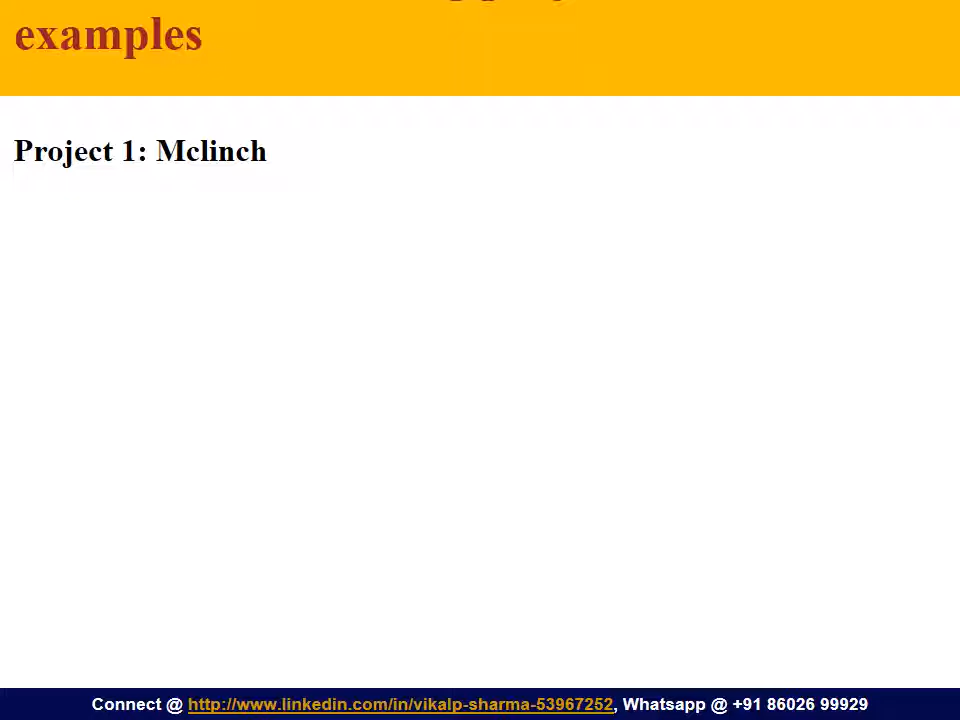 examples
Project 1: Mclinch
Connect @ http://www.linkedin.com/in/vikalp-sharma-53967252, Whatsapp @ +91 86026 99929